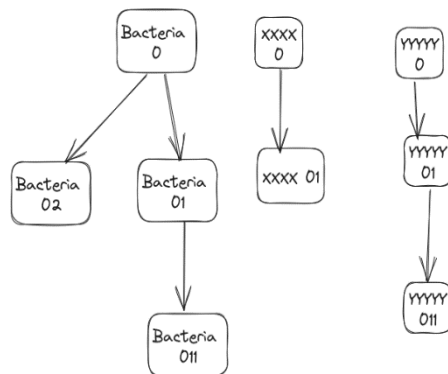 Bacteria
0
XXXX
0
YYYY
0
Bacteria
02
Bacteria
01
XXXX 01
YYYY
01
Bacteria
011
YYYY
011